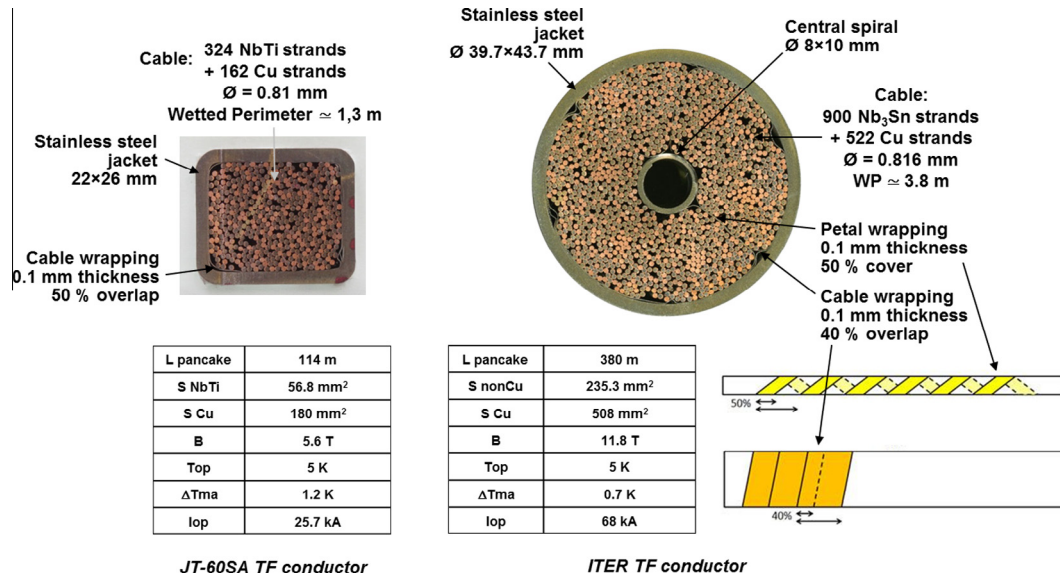 Cable: 324 NbTi strands
+ 162 Cu strands
Ø = 0.81 mm
Wetted Perimeter ≃ 1,3 m
Stainless steel
jacket
22×26 mm
Cable wrapping
0.1 mm thickness
50 % overlap
Stainless steel
jacket
Ø 39.7×43.7 mm
Central spiral
Ø 8×10 mm
Cable:
900 Nb₃Sn strands
+ 522 Cu strands
Ø = 0.816 mm
WP ≃ 3.8 m
Petal wrapping
0.1 mm thickness
50 % cover
Cable wrapping
0.1 mm thickness
40 % overlap
L pancake 114 m
S NbTi 56.8 mm²
S Cu 180 mm²
B 5.6 T
Top 5 K
ΔTma 1.2 K
Iop 25.7 kA
JT-60SA TF conductor
L pancake 380 m
S nonCu 235.3 mm²
S Cu 508 mm²
B 11.8 T
Top 5 K
ΔTma 0.7 K
Iop 68 kA
ITER TF conductor
50%
40%